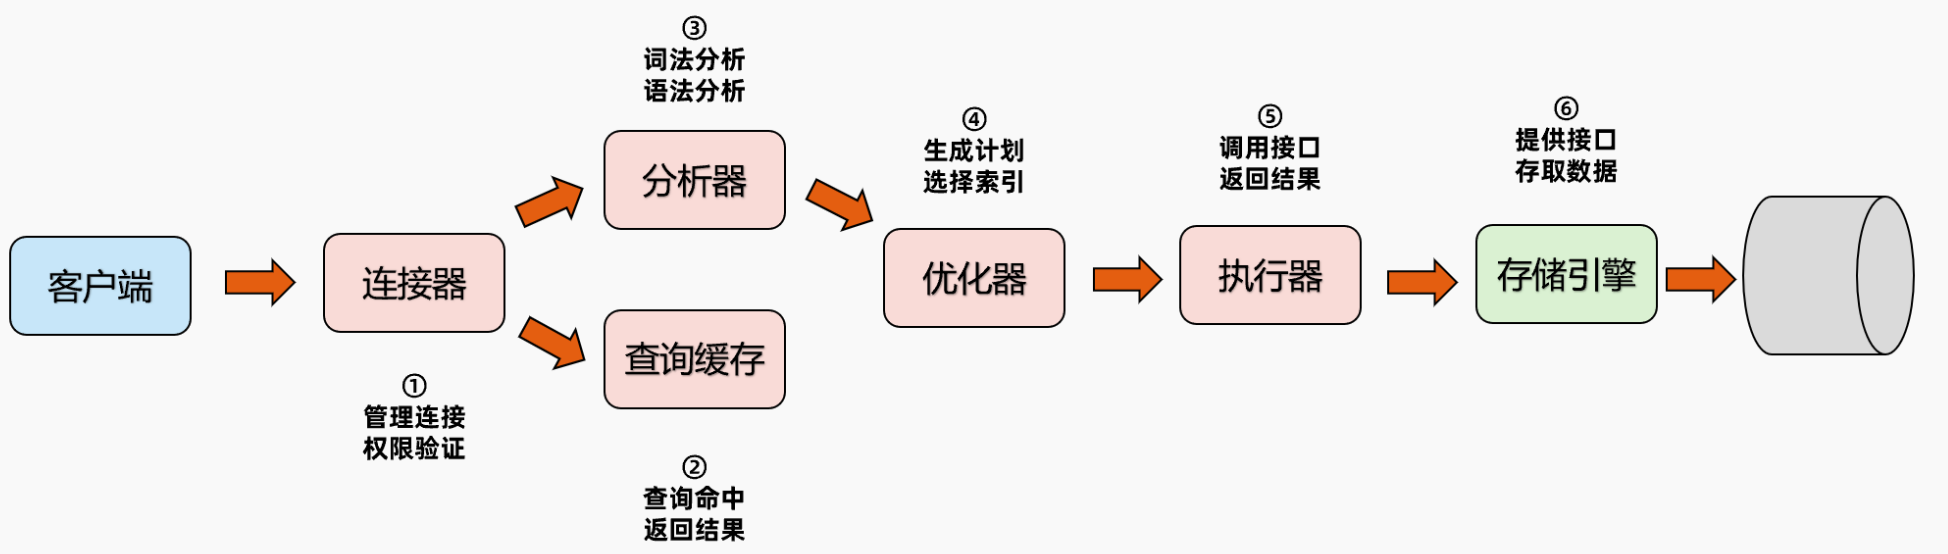 客户端
连接器
①
管理连接
权限验证
查询缓存
②
查询命中
返回结果
③
词法分析
语法分析
分析器
④
生成计划
选择索引
优化器
⑤
调用接口
返回结果
执行器
⑥
提供接口
存取数据
存储引擎